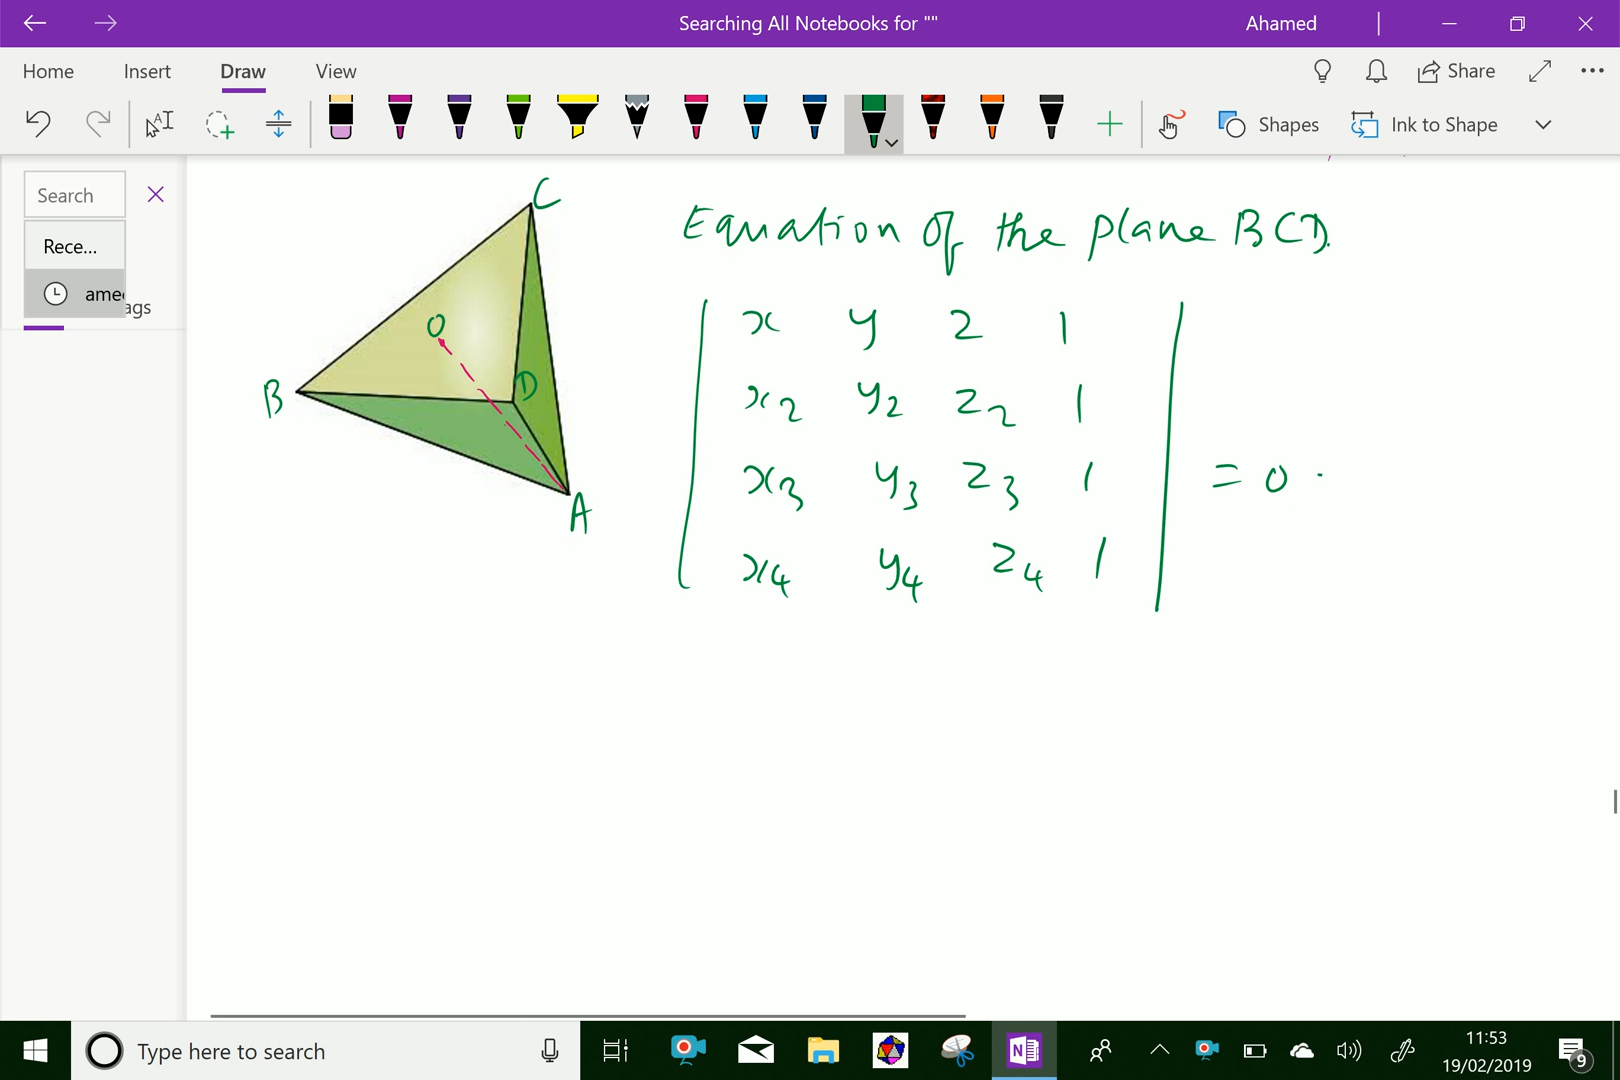 Searching All Notebooks for ""
Ahamed
Home Insert Draw View
Share
Shapes
Ink to Shape
Search
Rece...
ame
ags
C
O
B
D
A
Equation of the plane BCD.
x y z 1
x2 y2 z2 1
x3 y3 z3 1
x4 y4 z4 1
= 0
Type here to search
11:53
19/02/2019
9